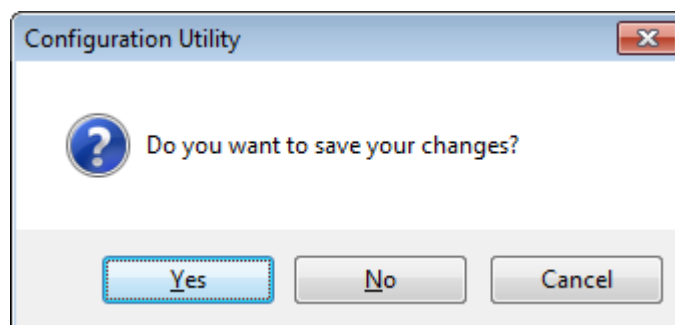 Configuration Utility
Do you want to save your changes?
Yes No Cancel